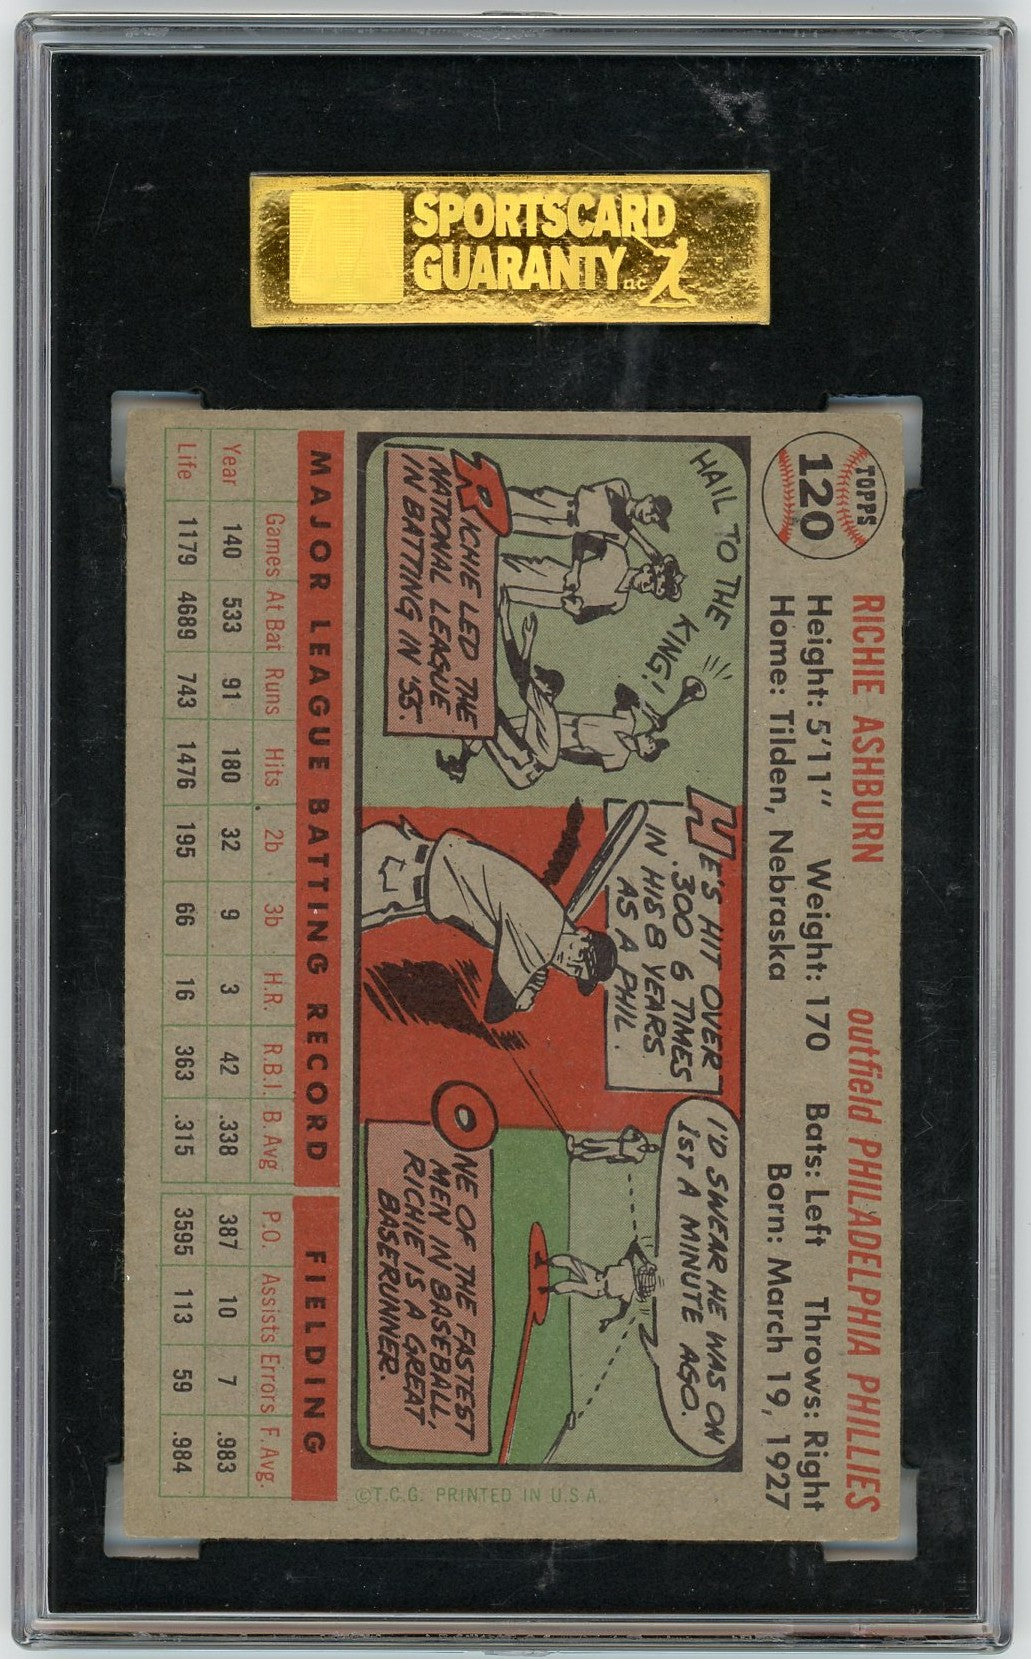 SPORTSCARD
GUARANTY INC
TOPPS
120
RICHIE ASHBURN outfield PHILADELPHIA PHILLIES
Height: 5'11" Weight: 170 Bats: Left Throws: Right
Home: Tilden, Nebraska Born: March 19, 1927
HAIL TO THE KING!
RICHIE LED THE
NATIONAL LEAGUE
IN BATTING IN '55.
HE'S HIT OVER
.300 6 TIMES
IN HIS 8 YEARS
AS A PHIL.
I'D SWEAR HE WAS ON
1ST A MINUTE AGO.
ONE OF THE FASTEST
MEN IN BASEBALL,
RICHIE IS A GREAT
BASERUNNER.
©T.C.G. PRINTED IN U.S.A.
MAJOR LEAGUE BATTING RECORD FIELDING
Games At Bat Runs Hits 2b 3b H.R. R.B.I. B. Avg P.O. Assists Errors F. Avg.
Year 140 533 91 180 32 9 3 42 .338 387 10 7 .983
Life 1179 4689 743 1476 195 66 16 363 .315 3595 113 59 .984